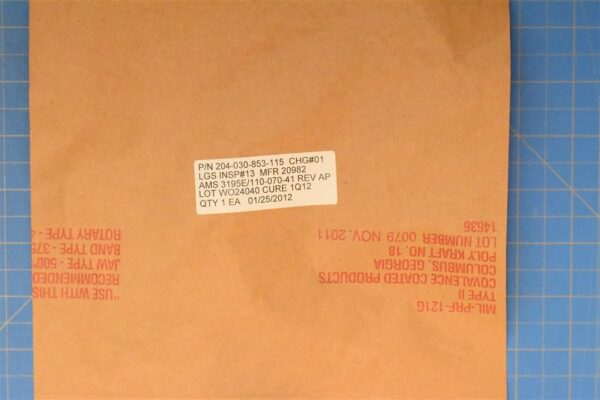 P/N 204-030-853-115 CHG#01
LGS INSP#13 MFR 20982
AMS 3195E/110-070-41 REV AP
LOT WO24040 CURE 1Q12
QTY 1 EA 01/25/2012
MIL-PRF-121G
TYPE II
COVALENCE COATED PRODUCTS
COLUMBUS, GEORGIA
POLY KRAFT NO. 18
LOT NUMBER 0079 NOV. 2011
14636
"USE WITH THIS
RECOMMENDED
JAW TYPE - 500°
BAND TYPE - 375
ROTARY TYPE - 4